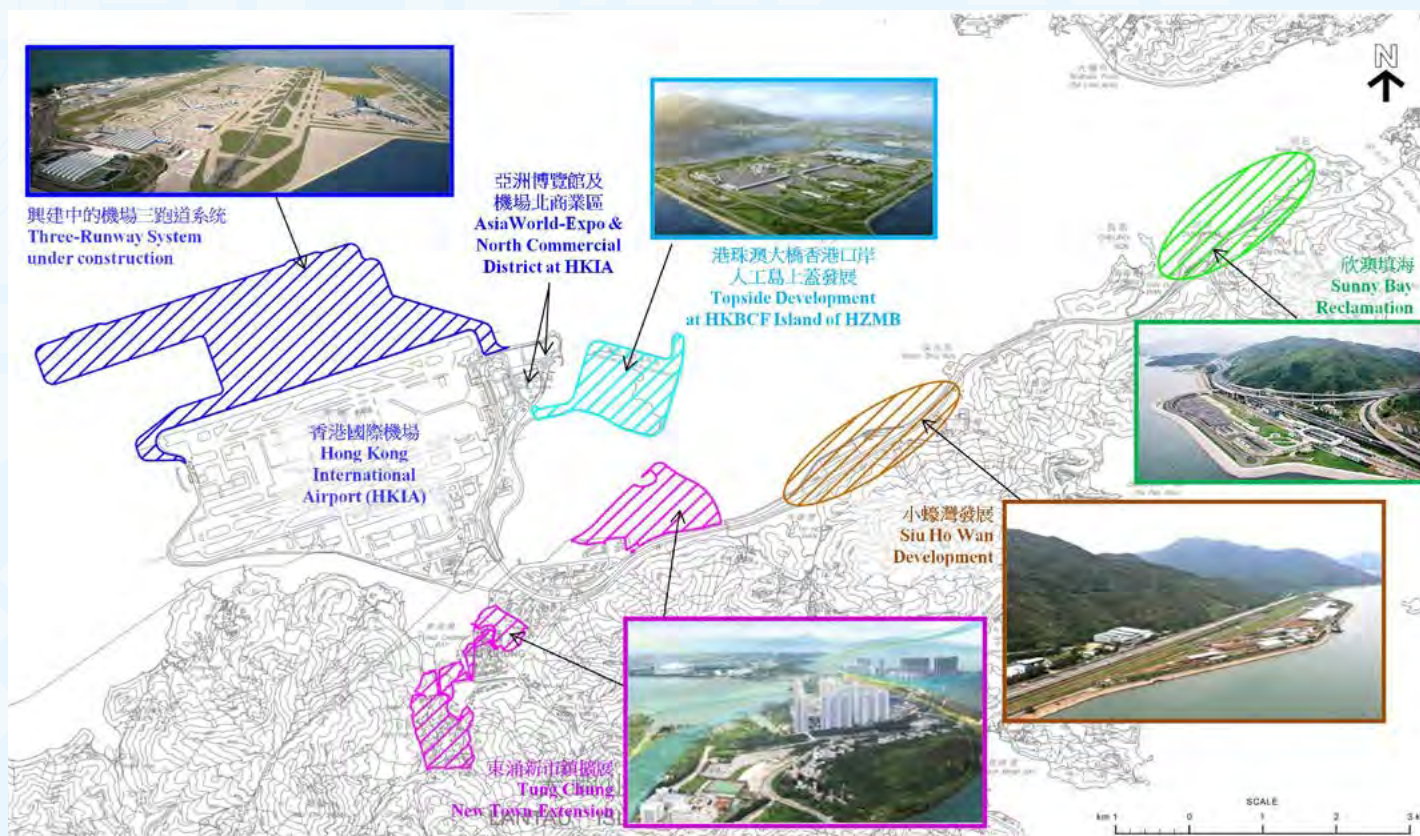 N
興建中的機場三跑道系統
Three-Runway System
under construction
亞洲博覽館及
機場北商業區
AsiaWorld-Expo &
North Commercial
District at HKIA
港珠澳大橋香港口岸
人工島上蓋發展
Topside Development
at HKBCF Island of HZMB
欣澳填海
Sunny Bay
Reclamation
香港國際機場
Hong Kong
International
Airport (HKIA)
小蠔灣發展
Siu Ho Wan
Development
東涌新市鎮擴展
Tung Chung
New Town Extension
SCALE
km 1 0 1 2